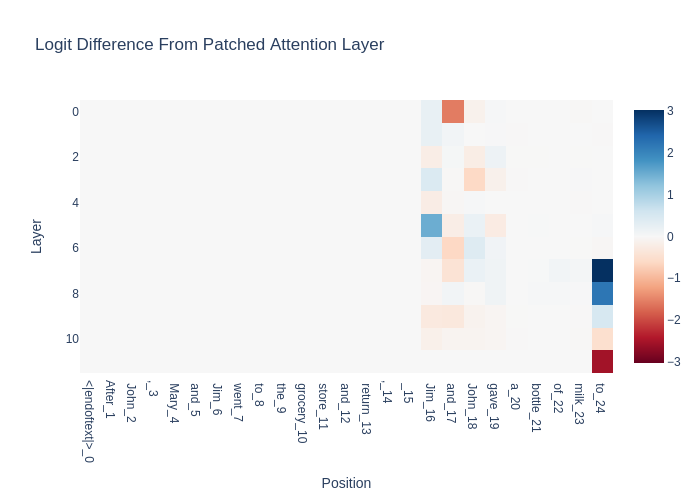 Logit Difference From Patched Attention Layer
0
2
4
6
8
10
Layer
3
2
1
0
−1
−2
−3
<|endoftext|>_0
After_1
John_2
,_3
Mary_4
and_5
Jim_6
went_7
to_8
the_9
grocery_10
store_11
and_12
return_13
,_14
_15
Jim_16
and_17
John_18
gave_19
a_20
bottle_21
of_22
milk_23
to_24
Position